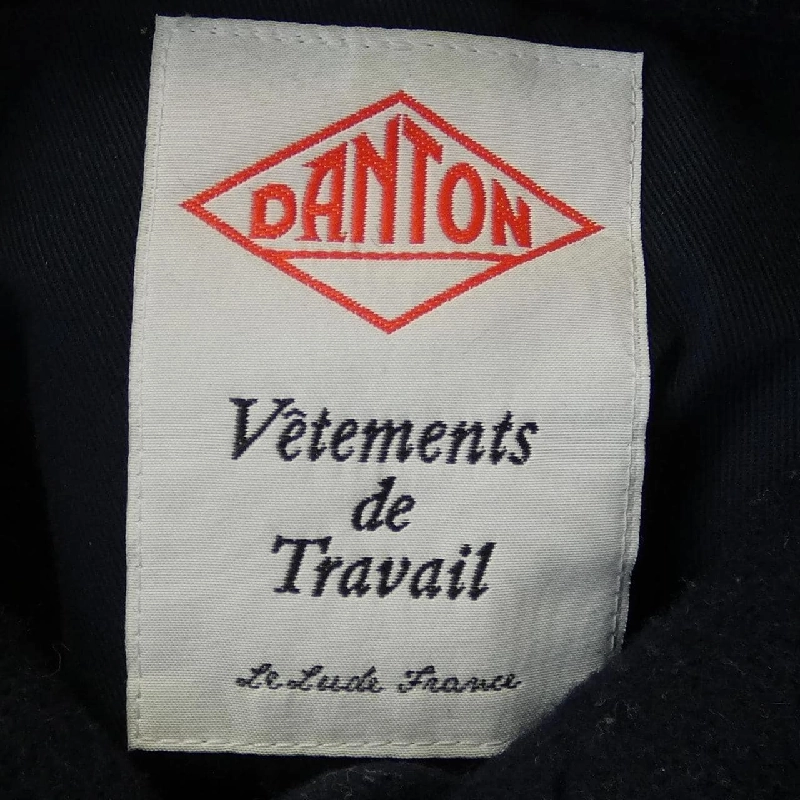 DANTON
Vêtements
de
Travail
Le Lude France